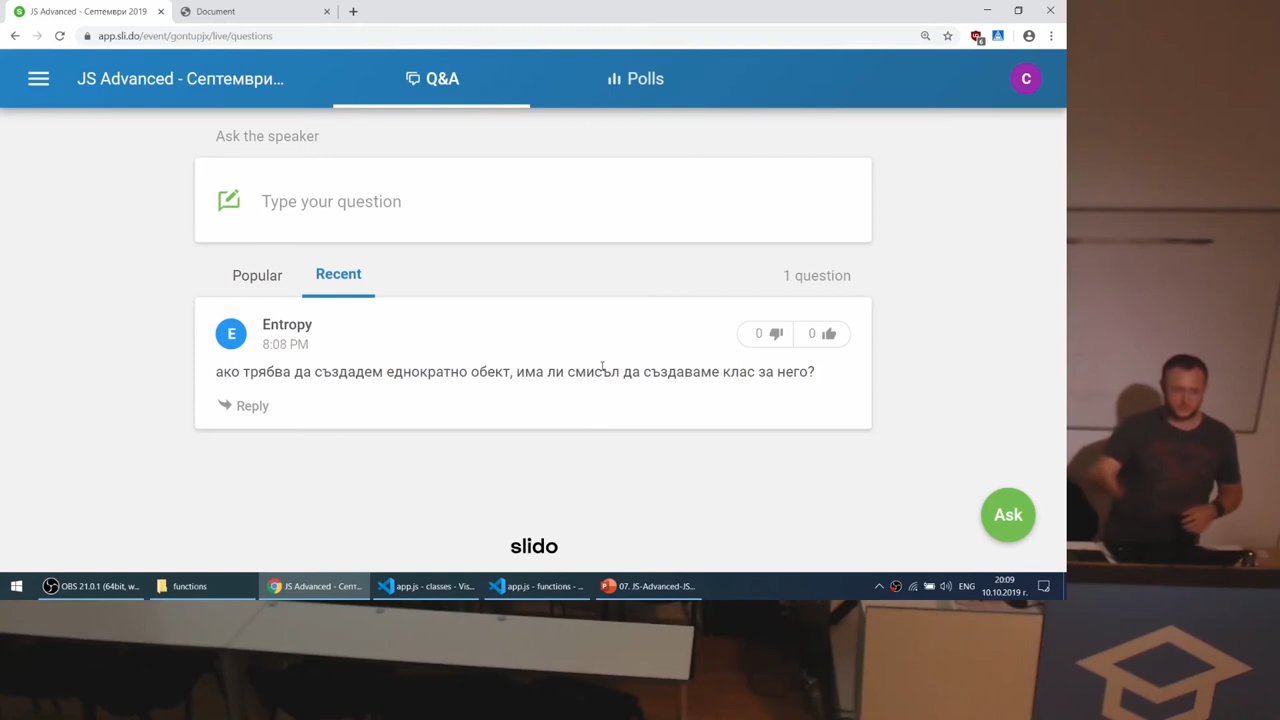 JS Advanced - Септември 2019
Document
app.sli.do/event/gontupjx/live/questions
JS Advanced - Септември...
Q&A
Polls
C
Ask the speaker
Type your question
Popular
Recent
1 question
E
Entropy
8:08 PM
0
0
ако трябва да създадем еднократно обект, има ли смисъл да създаваме клас за него?
Reply
Ask
slido
OBS 21.0.1 (64bit, w...
functions
JS Advanced - Септ...
app.js - classes - Vis...
app.js - functions - ...
07. JS-Advanced-JS...
ЕНГ
20:09
10.10.2019 г.